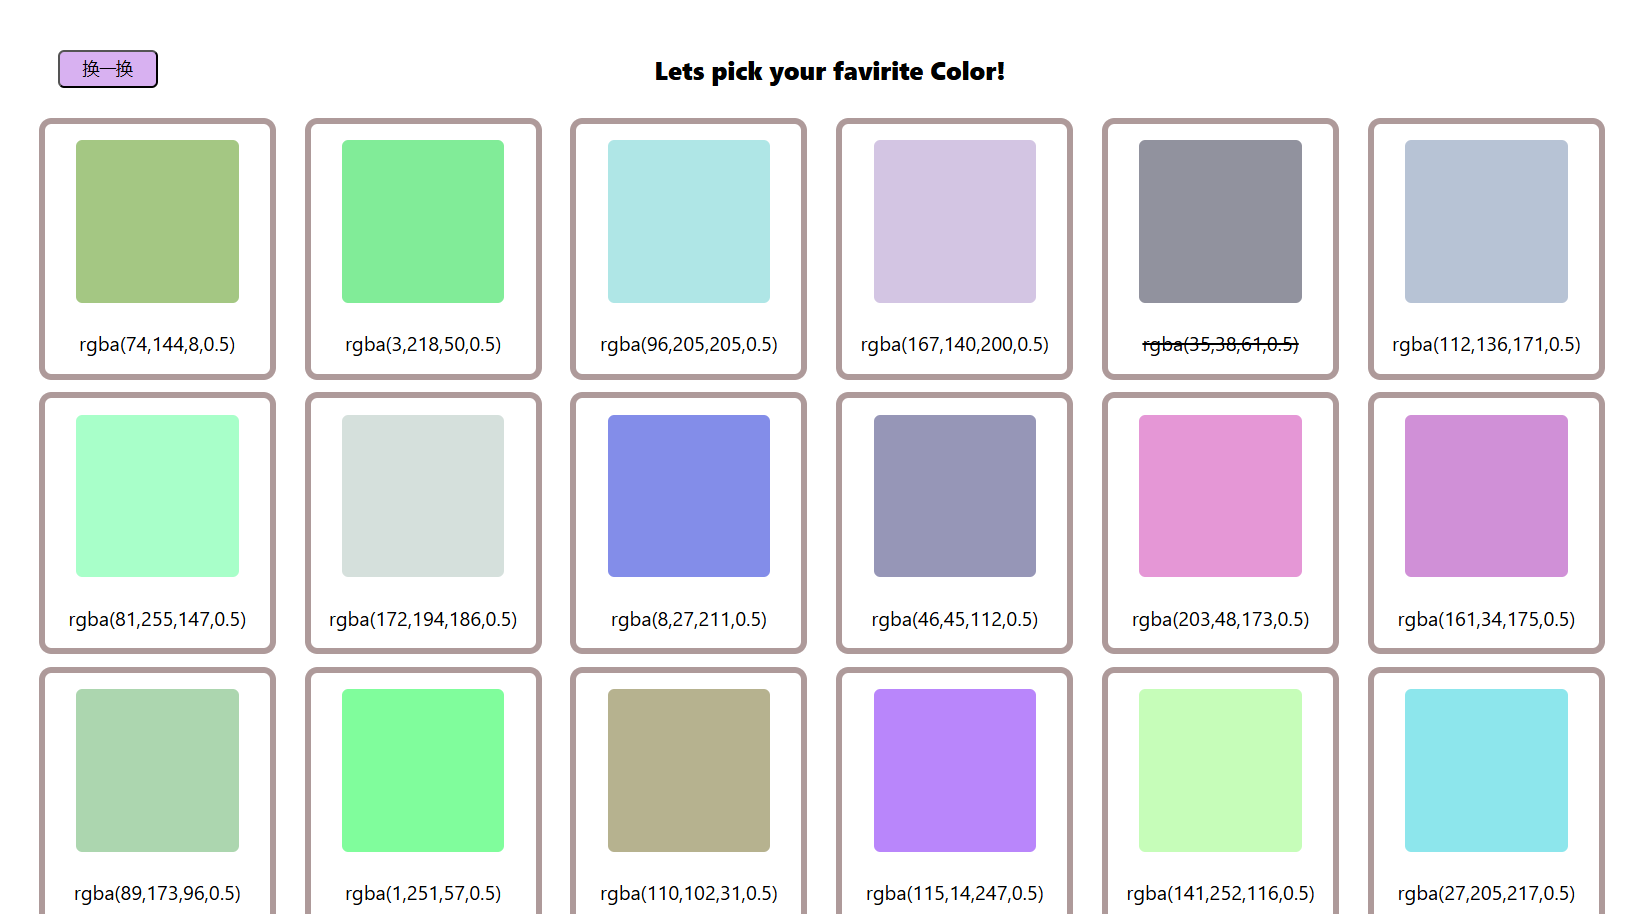 换一换
Lets pick your favirite Color!
rgba(74,144,8,0.5)
rgba(3,218,50,0.5)
rgba(96,205,205,0.5)
rgba(167,140,200,0.5)
rgba(35,38,61,0.5)
rgba(112,136,171,0.5)
rgba(81,255,147,0.5)
rgba(172,194,186,0.5)
rgba(8,27,211,0.5)
rgba(46,45,112,0.5)
rgba(203,48,173,0.5)
rgba(161,34,175,0.5)
rgba(89,173,96,0.5)
rgba(1,251,57,0.5)
rgba(110,102,31,0.5)
rgba(115,14,247,0.5)
rgba(141,252,116,0.5)
rgba(27,205,217,0.5)